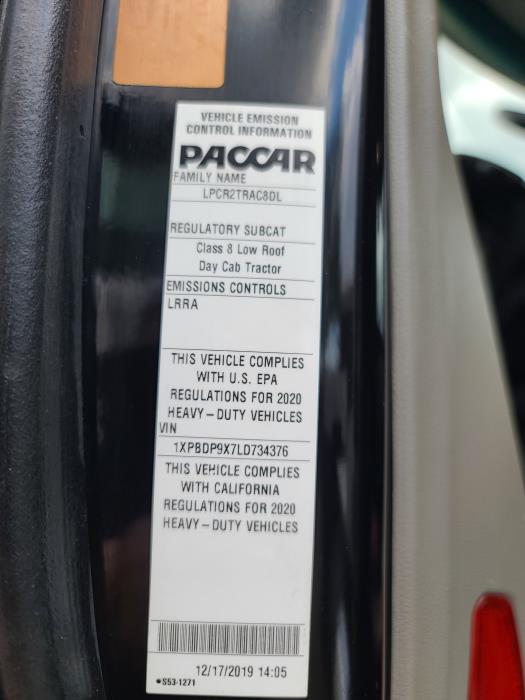 VEHICLE EMISSION
CONTROL INFORMATION
PACCAR
FAMILY NAME
LPCR2TRAC8DL
REGULATORY SUBCAT
Class 8 Low Roof
Day Cab Tractor
EMISSIONS CONTROLS
LRRA
THIS VEHICLE COMPLIES
WITH U.S. EPA
REGULATIONS FOR 2020
HEAVY-DUTY VEHICLES
VIN
1XPBDP9X7LD734376
THIS VEHICLE COMPLIES
WITH CALIFORNIA
REGULATIONS FOR 2020
HEAVY-DUTY VEHICLES
12/17/2019 14:05
•S53-1271